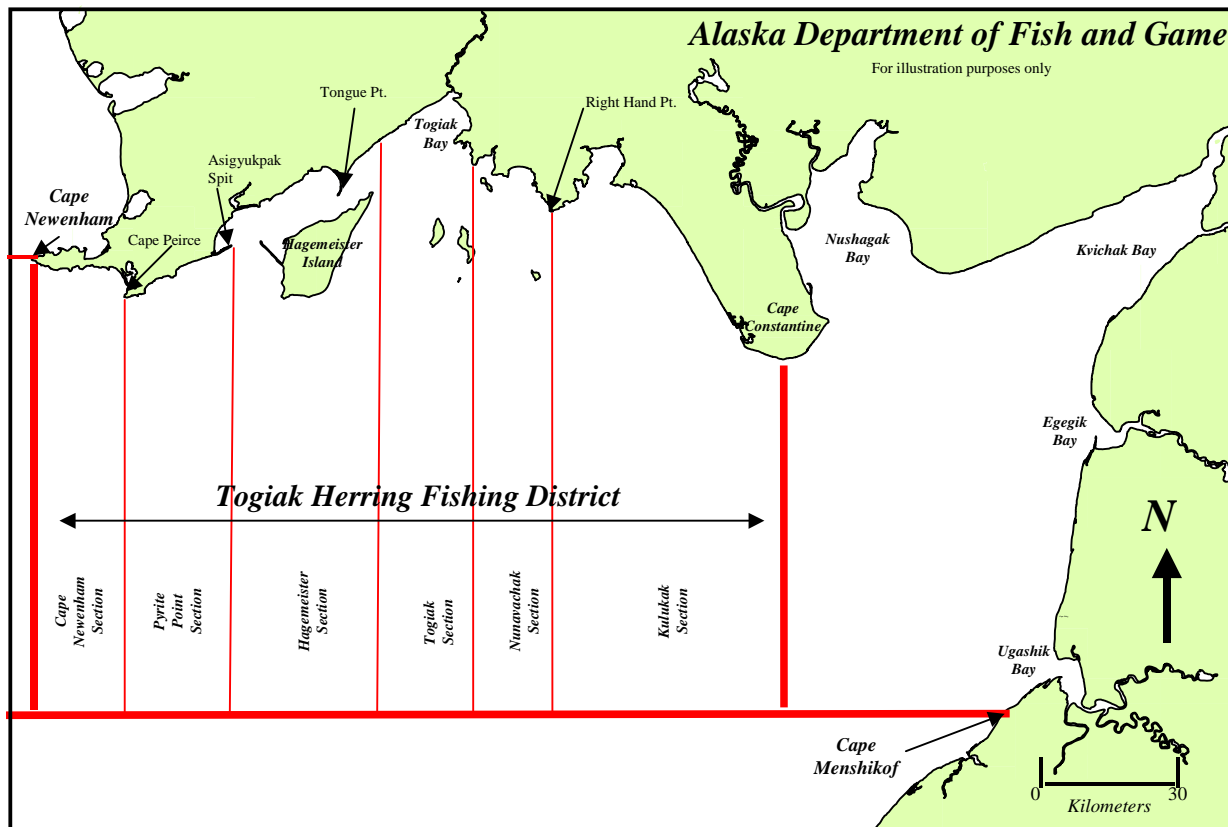 Alaska Department of Fish and Game
For illustration purposes only
Tongue Pt.
Right Hand Pt.
Togiak
Bay
Asigyukpak
Spit
Cape
Newenham
Cape Peirce
Hagemeister
Island
Nushagak
Bay
Kvichak Bay
Cape
Constantine
Egegik
Bay
Togiak Herring Fishing District
N
Cape
Newenham
Section
Pyrite
Point
Section
Hagemeister
Section
Togiak
Section
Nunavachak
Section
Kulukak
Section
Ugashik
Bay
Cape
Menshikof
0
30
Kilometers